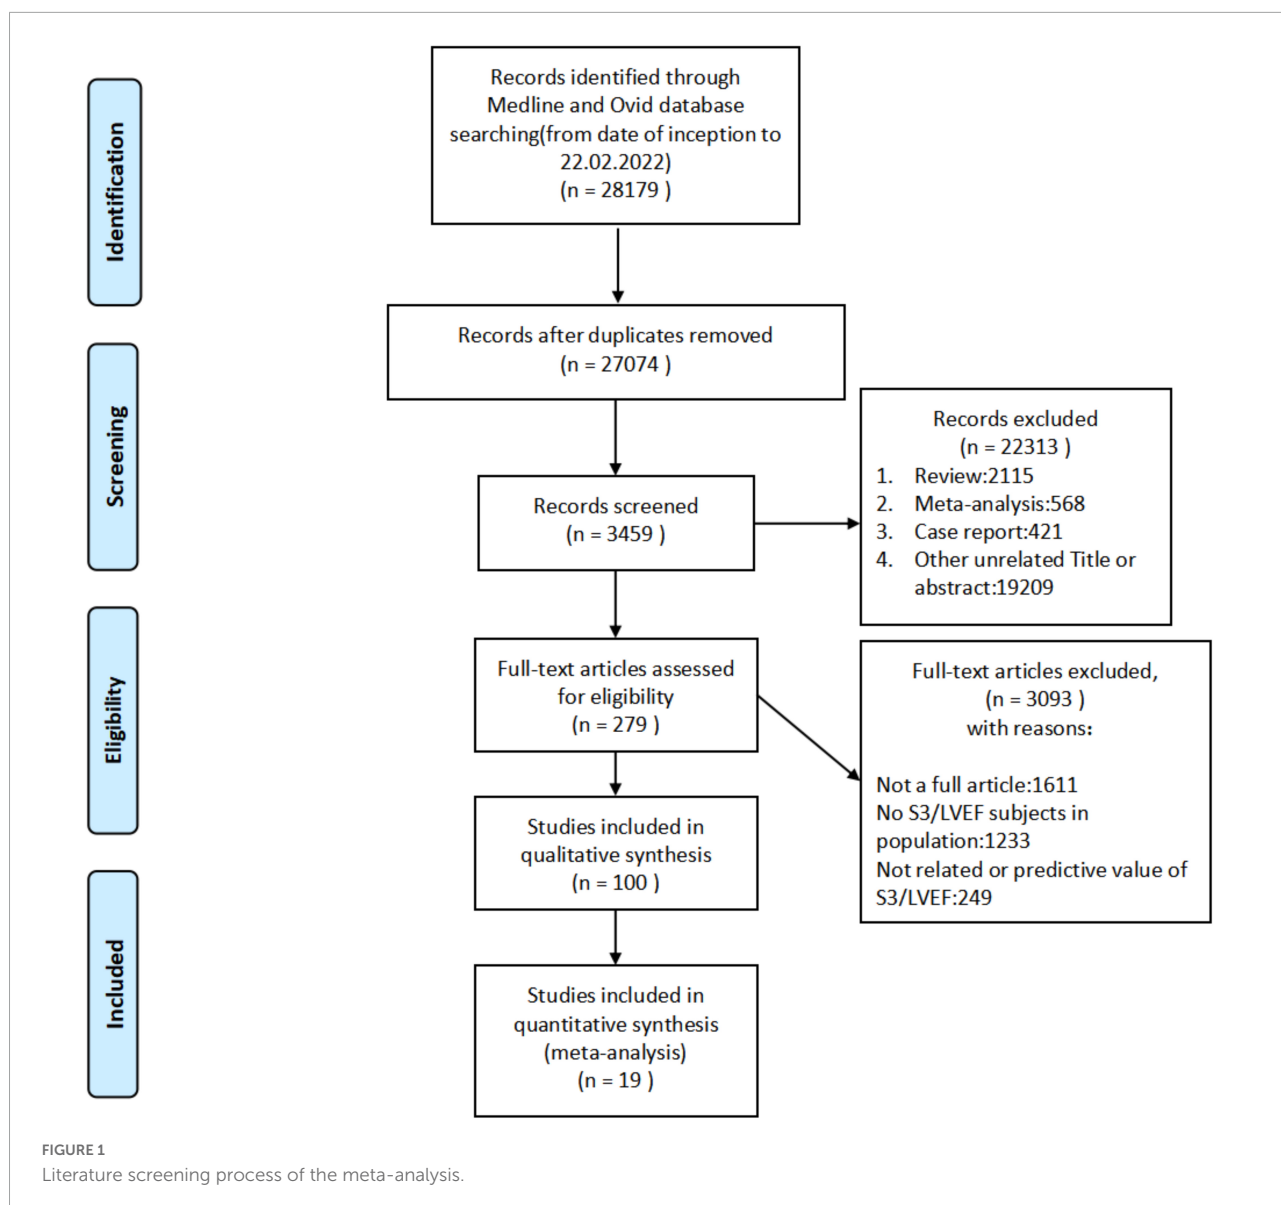 Identification
Records identified through
Medline and Ovid database
searching(from date of inception to
22.02.2022)
(n = 28179 )
Records after duplicates removed
(n = 27074 )
Screening
Records screened
(n = 3459 )
Records excluded
(n = 22313 )
1. Review:2115
2. Meta-analysis:568
3. Case report:421
4. Other unrelated Title or
abstract:19209
Eligibility
Full-text articles assessed
for eligibility
(n = 279 )
Full-text articles excluded,
(n = 3093 )
with reasons:
Not a full article:1611
No S3/LVEF subjects in
population:1233
Not related or predictive value of
S3/LVEF:249
Studies included in
qualitative synthesis
(n = 100 )
Included
Studies included in
quantitative synthesis
(meta-analysis)
(n = 19 )
FIGURE 1
Literature screening process of the meta-analysis.